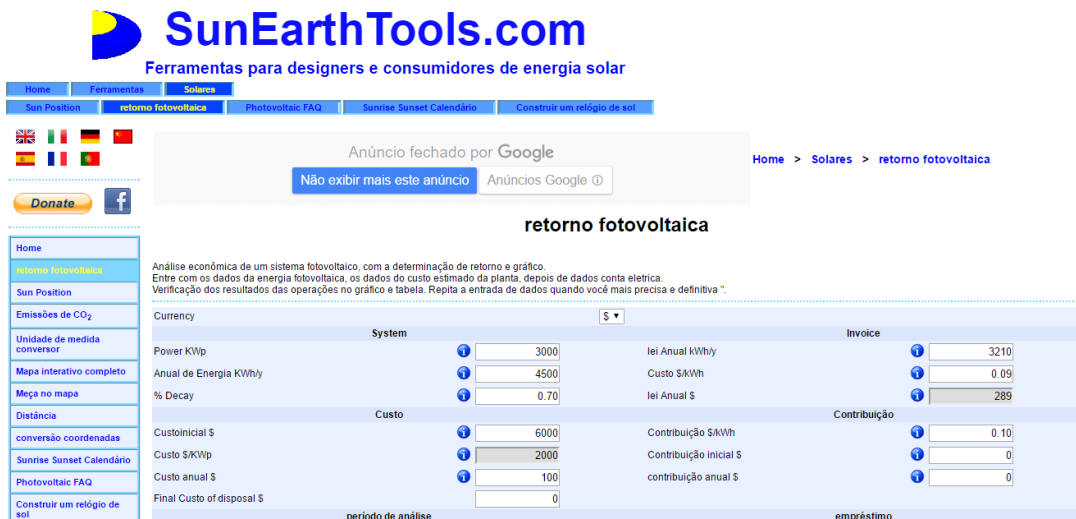 SunEarthTools.com
Ferramentas para designers e consumidores de energia solar
Home Ferramentas Solares
Sun Position retorno fotovoltaica Photovoltaic FAQ Sunrise Sunset Calendário Construir um relógio de sol
Anúncio fechado por Google
Não exibir mais este anúncio Anúncios Google
Home > Solares > retorno fotovoltaica
Donate f
retorno fotovoltaica
Home
retorno fotovoltaica
Sun Position
Emissões de CO2
Unidade de medida
conversor
Mapa interativo completo
Meça no mapa
Distância
conversão coordenadas
Sunrise Sunset Calendário
Photovoltaic FAQ
Construir um relógio de
sol
Análise econômica de um sistema fotovoltaico, com a determinação de retorno e gráfico.
Entre com os dados da energia fotovoltaica, os dados do custo estimado da planta, depois de dados conta eletrica.
Verificação dos resultados das operações no gráfico e tabela. Repita a entrada de dados quando você mais precisa e definitiva ".
Currency $
System Invoice
Power KWp 3000 lei Anual kWh/y 3210
Anual de Energia KWh/y 4500 Custo $/kWh 0.09
% Decay 0.70 lei Anual $ 289
Custo Contribuição
Custoinicial $ 6000 Contribuição $/kWh 0.10
Custo $/KWp 2000 Contribuição inicial $ 0
Custo anual $ 100 contribuição anual $ 0
Final Custo of disposal $ 0
período de análise empréstimo